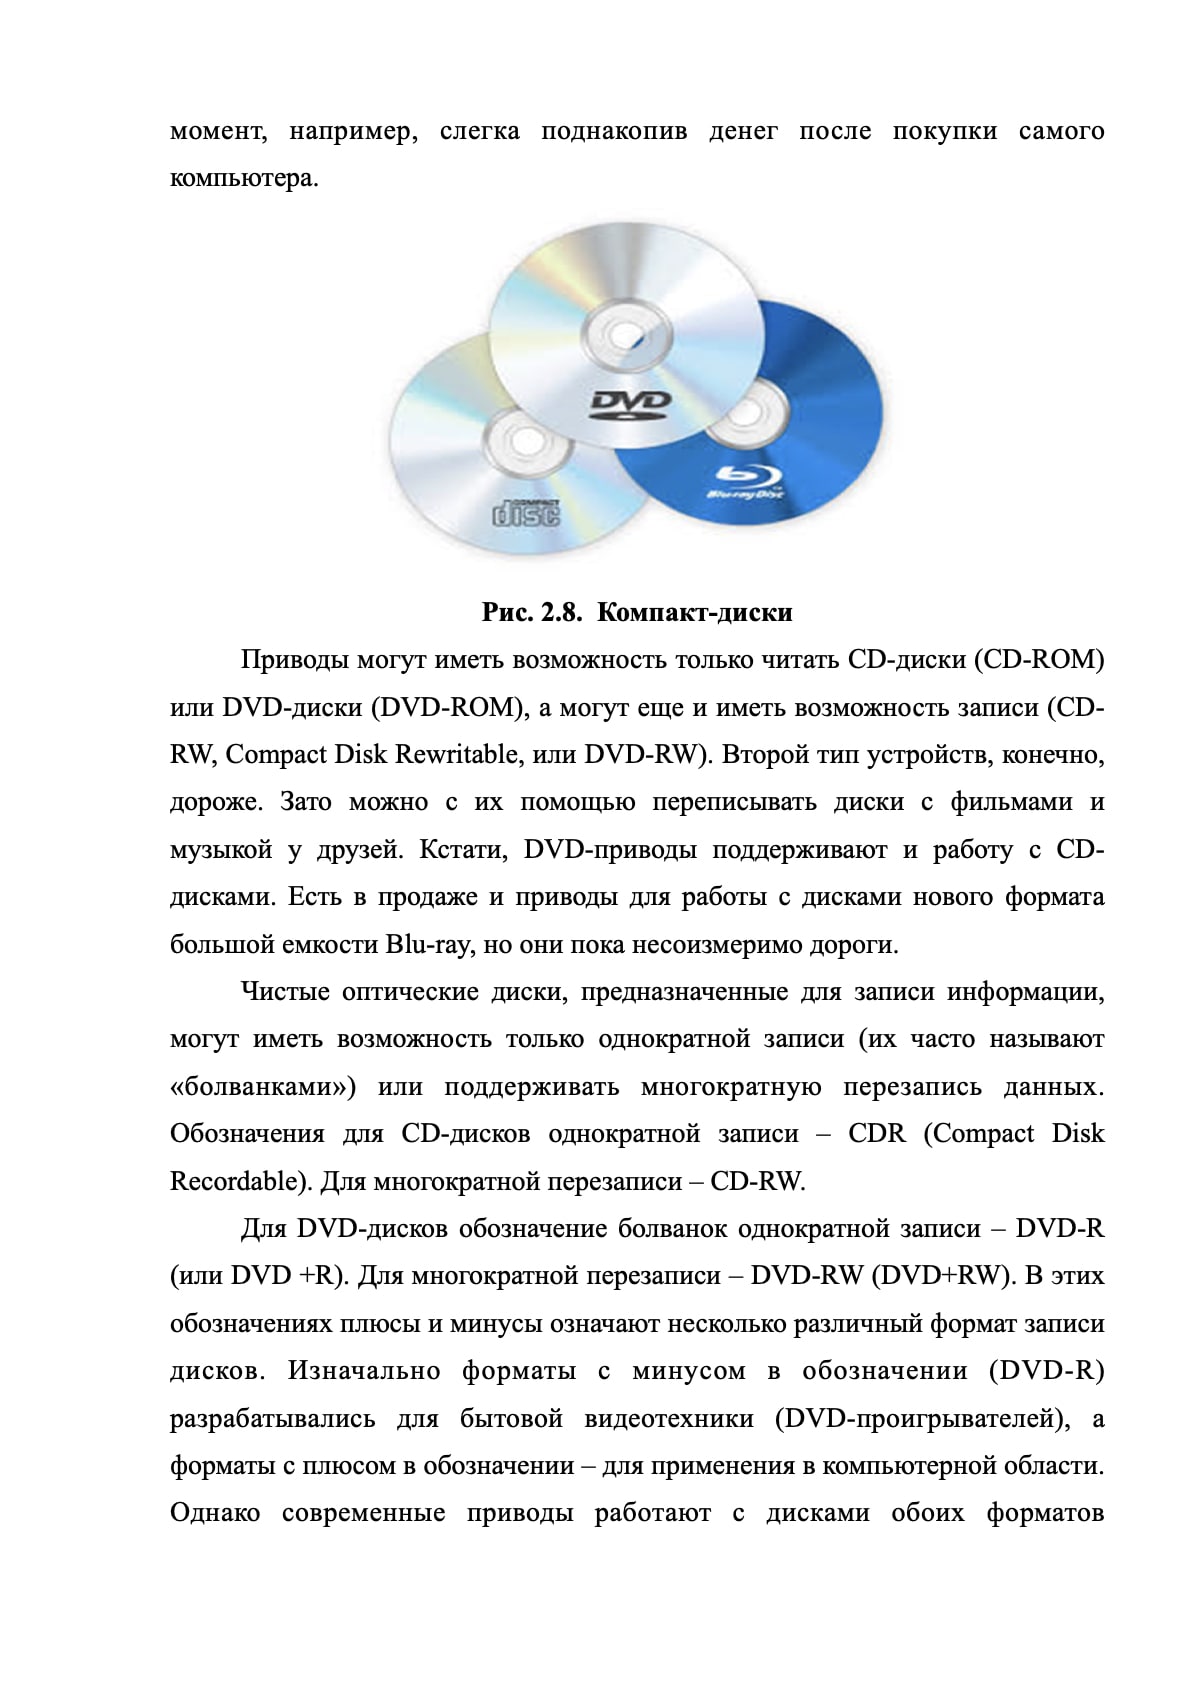 момент, например, слегка поднакопив денег после покупки самого
компьютера.
DVD
COMPACT
disc
Blu-ray Disc
TM
Рис. 2.8. Компакт-диски
Приводы могут иметь возможность только читать CD-диски (CD-ROM)
или DVD-диски (DVD-ROM), а могут еще и иметь возможность записи (CD-
RW, Compact Disk Rewritable, или DVD-RW). Второй тип устройств, конечно,
дороже. Зато можно с их помощью переписывать диски с фильмами и
музыкой у друзей. Кстати, DVD-приводы поддерживают и работу с CD-
дисками. Есть в продаже и приводы для работы с дисками нового формата
большой емкости Blu-ray, но они пока несоизмеримо дороги.
Чистые оптические диски, предназначенные для записи информации,
могут иметь возможность только однократной записи (их часто называют
«болванками») или поддерживать многократную перезапись данных.
Обозначения для CD-дисков однократной записи – CDR (Compact Disk
Recordable). Для многократной перезаписи – CD-RW.
Для DVD-дисков обозначение болванок однократной записи – DVD-R
(или DVD +R). Для многократной перезаписи – DVD-RW (DVD+RW). В этих
обозначениях плюсы и минусы означают несколько различный формат записи
дисков. Изначально форматы с минусом в обозначении (DVD-R)
разрабатывались для бытовой видеотехники (DVD-проигрывателей), а
форматы с плюсом в обозначении – для применения в компьютерной области.
Однако современные приводы работают с дисками обоих форматов